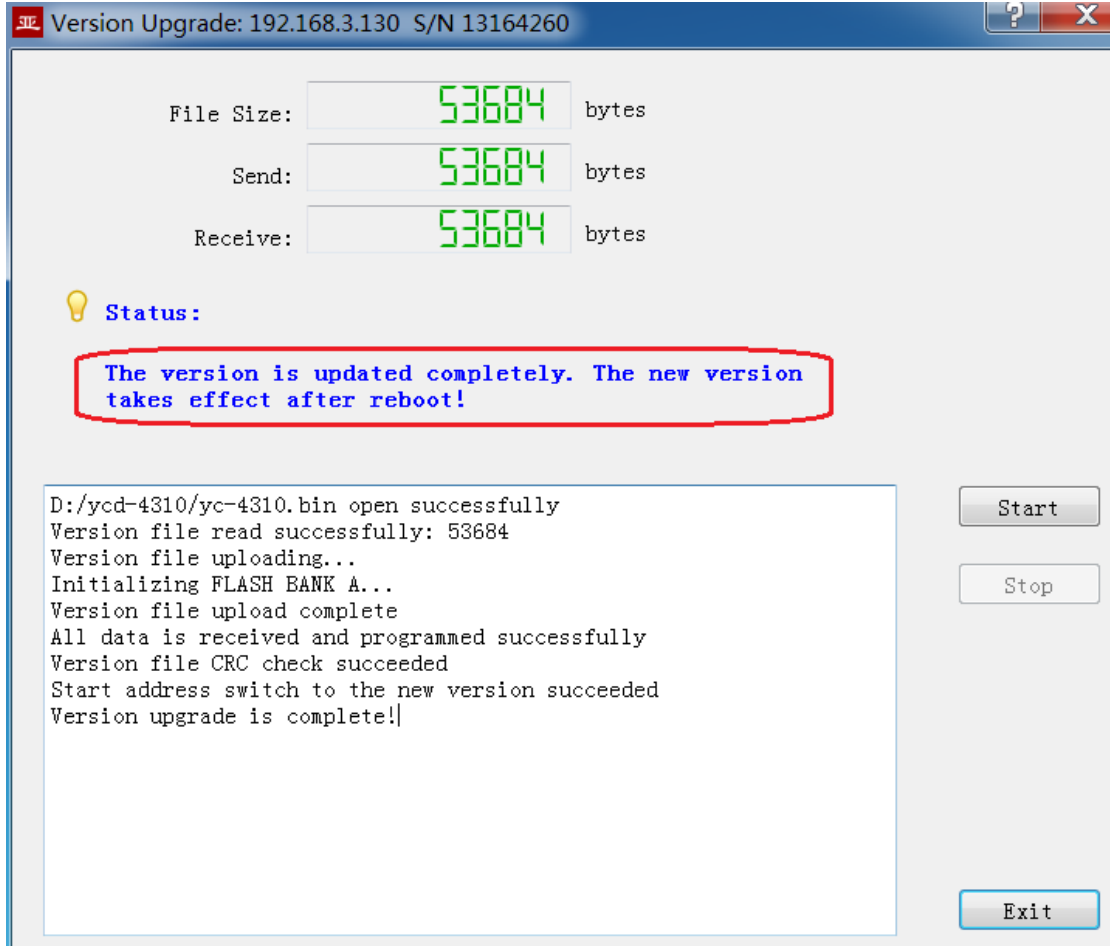 Version Upgrade: 192.168.3.130 S/N 13164260
File Size: 53684 bytes
Send: 53684 bytes
Receive: 53684 bytes
Status:
The version is updated completely. The new version
takes effect after reboot!
D:/ycd-4310/yc-4310.bin open successfully
Version file read successfully: 53684
Version file uploading...
Initializing FLASH BANK A...
Version file upload complete
All data is received and programmed successfully
Version file CRC check succeeded
Start address switch to the new version succeeded
Version upgrade is complete!
Start
Stop
Exit